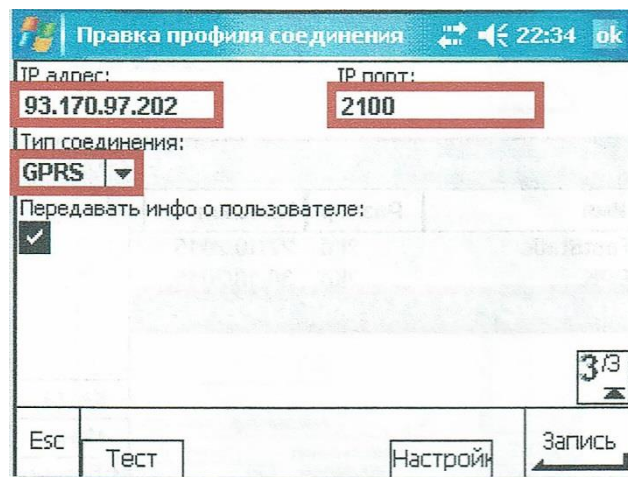 Правка профиля соединения 22:34 ok
IP адрес: IP порт:
93.170.97.202 2100
Тип соединения:
GPRS
Передавать инфо о пользователе:
3/3
Esc Тест Настройк Запись